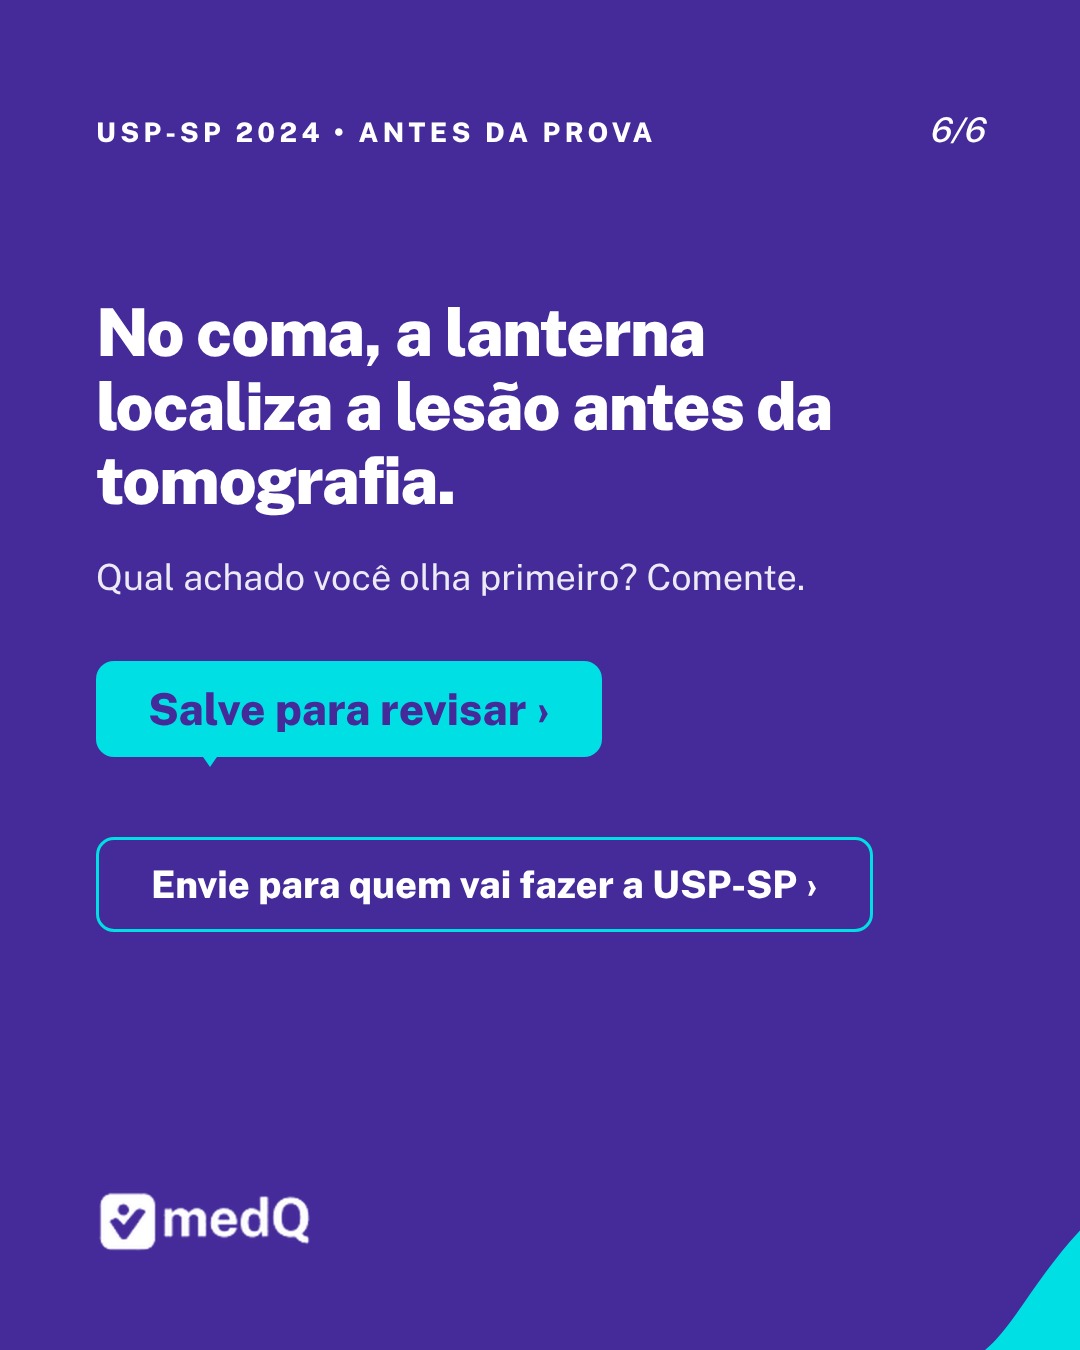 USP-SP 2024 • ANTES DA PROVA
6/6
No coma, a lanterna
localiza a lesão antes da
tomografia.
Qual achado você olha primeiro? Comente.
Salve para revisar ›
Envie para quem vai fazer a USP-SP ›
medQ